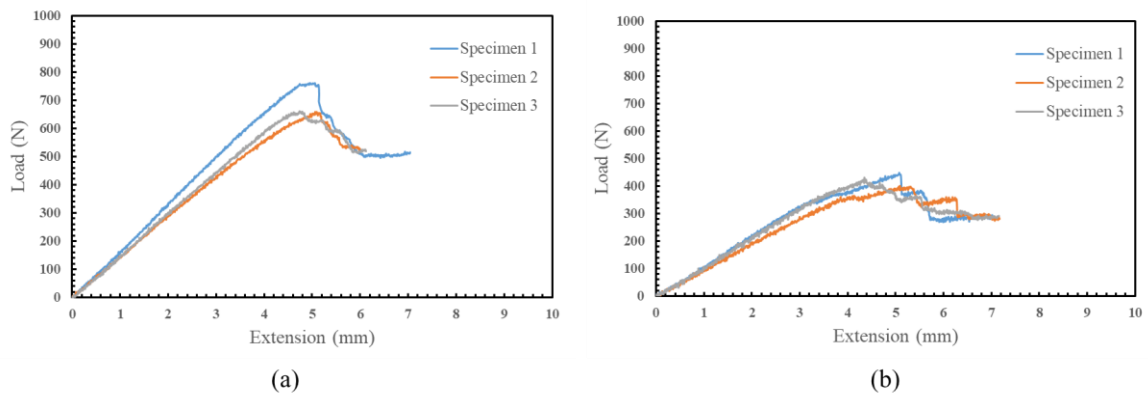 1000
900
800
700
600
500
400
300
200
100
0
Load (N)
0 1 2 3 4 5 6 7 8 9 10
Extension (mm)
Specimen 1
Specimen 2
Specimen 3
(a)
1000
900
800
700
600
500
400
300
200
100
0
Load (N)
0 1 2 3 4 5 6 7 8 9 10
Extension (mm)
Specimen 1
Specimen 2
Specimen 3
(b)